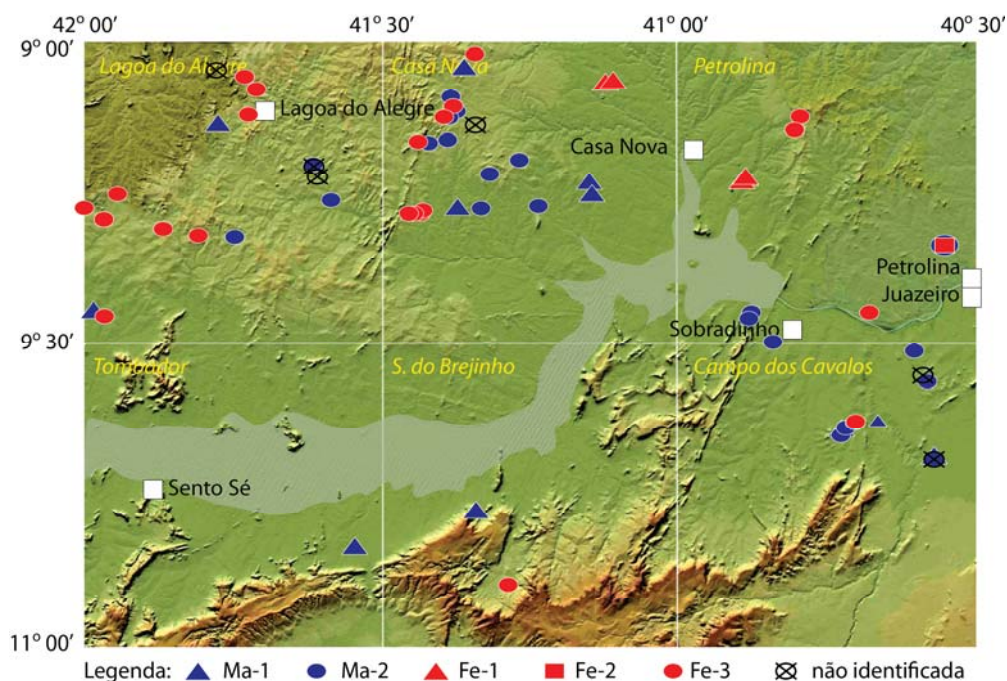 42° 00' 41° 30' 41° 00' 40° 30'
9° 00'
Lagoa do Alegre Casa Nova Petrolina
Lagoa do Alegre
Casa Nova
Petrolina
Juazeiro
Sobradinho
9° 30'
Tombador S. do Brejinho Campo dos Cavalos
Sento Sé
11° 00'
Legenda: Ma-1 Ma-2 Fe-1 Fe-2 Fe-3 não identificada